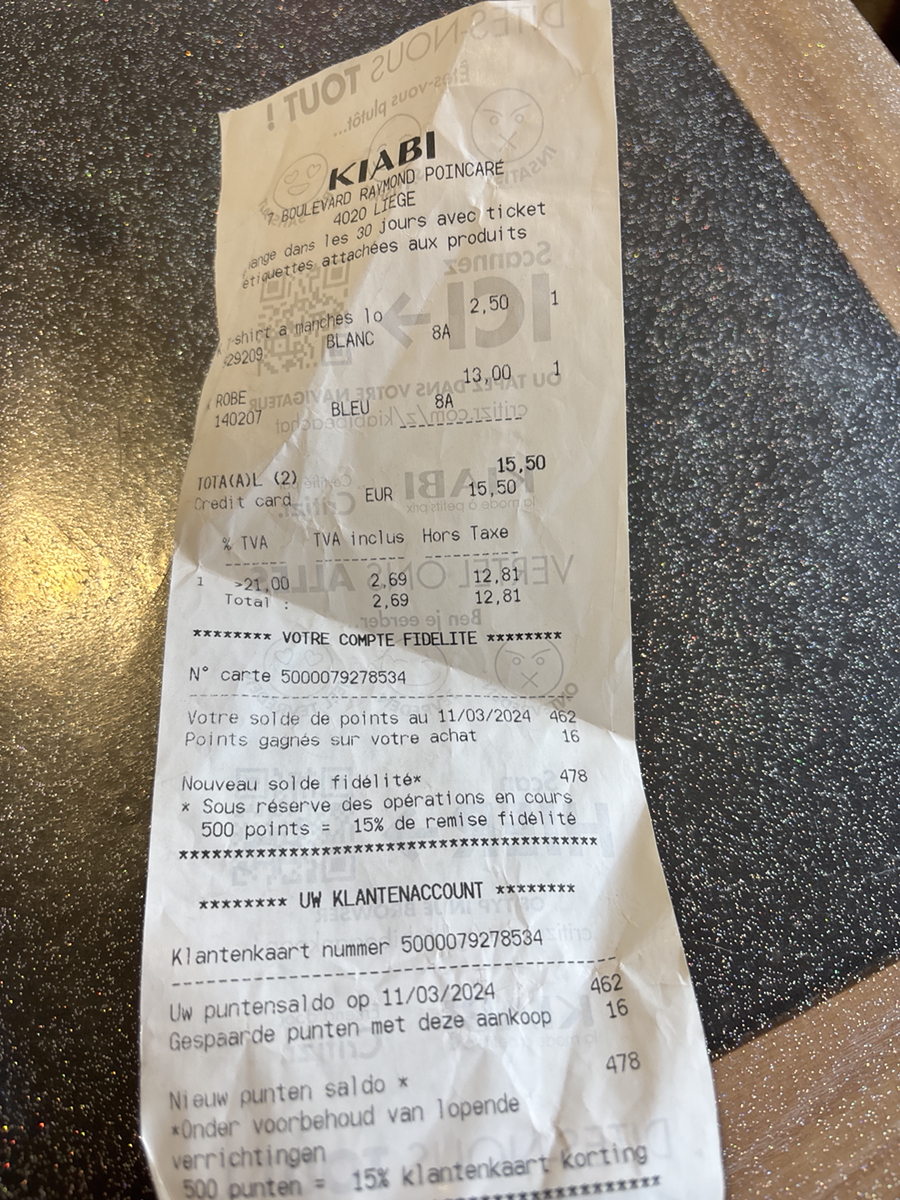 KIABI
7 BOULEVARD RAYMOND POINCARE
4020 LIEGE
ange dans les 30 jours avec ticket
étiquettes attachées aux produits
-shirt a manches lo 2,50 1
29209 BLANC 8A
ROBE 13,00 1
140207 BLEU 8A
TOTA(A)L (2) 15,50
Credit card EUR 15,50
% TVA TVA inclus Hors Taxe
1 >21,00 2,69 12,81
Total : 2,69 12,81
******** VOTRE COMPTE FIDELITE ********
N° carte 5000079278534
Votre solde de points au 11/03/2024 462
Points gagnés sur votre achat 16
Nouveau solde fidélité* 478
* Sous réserve des opérations en cours
500 points = 15% de remise fidélité
**************************************
******** UW KLANTENACCOUNT ********
Klantenkaart nummer 5000079278534
Uw puntensaldo op 11/03/2024 462
Gespaarde punten met deze aankoop 16
Nieuw punten saldo * 478
*Onder voorbehoud van lopende
verrichtingen
500 punten = 15% klantenkaart korting